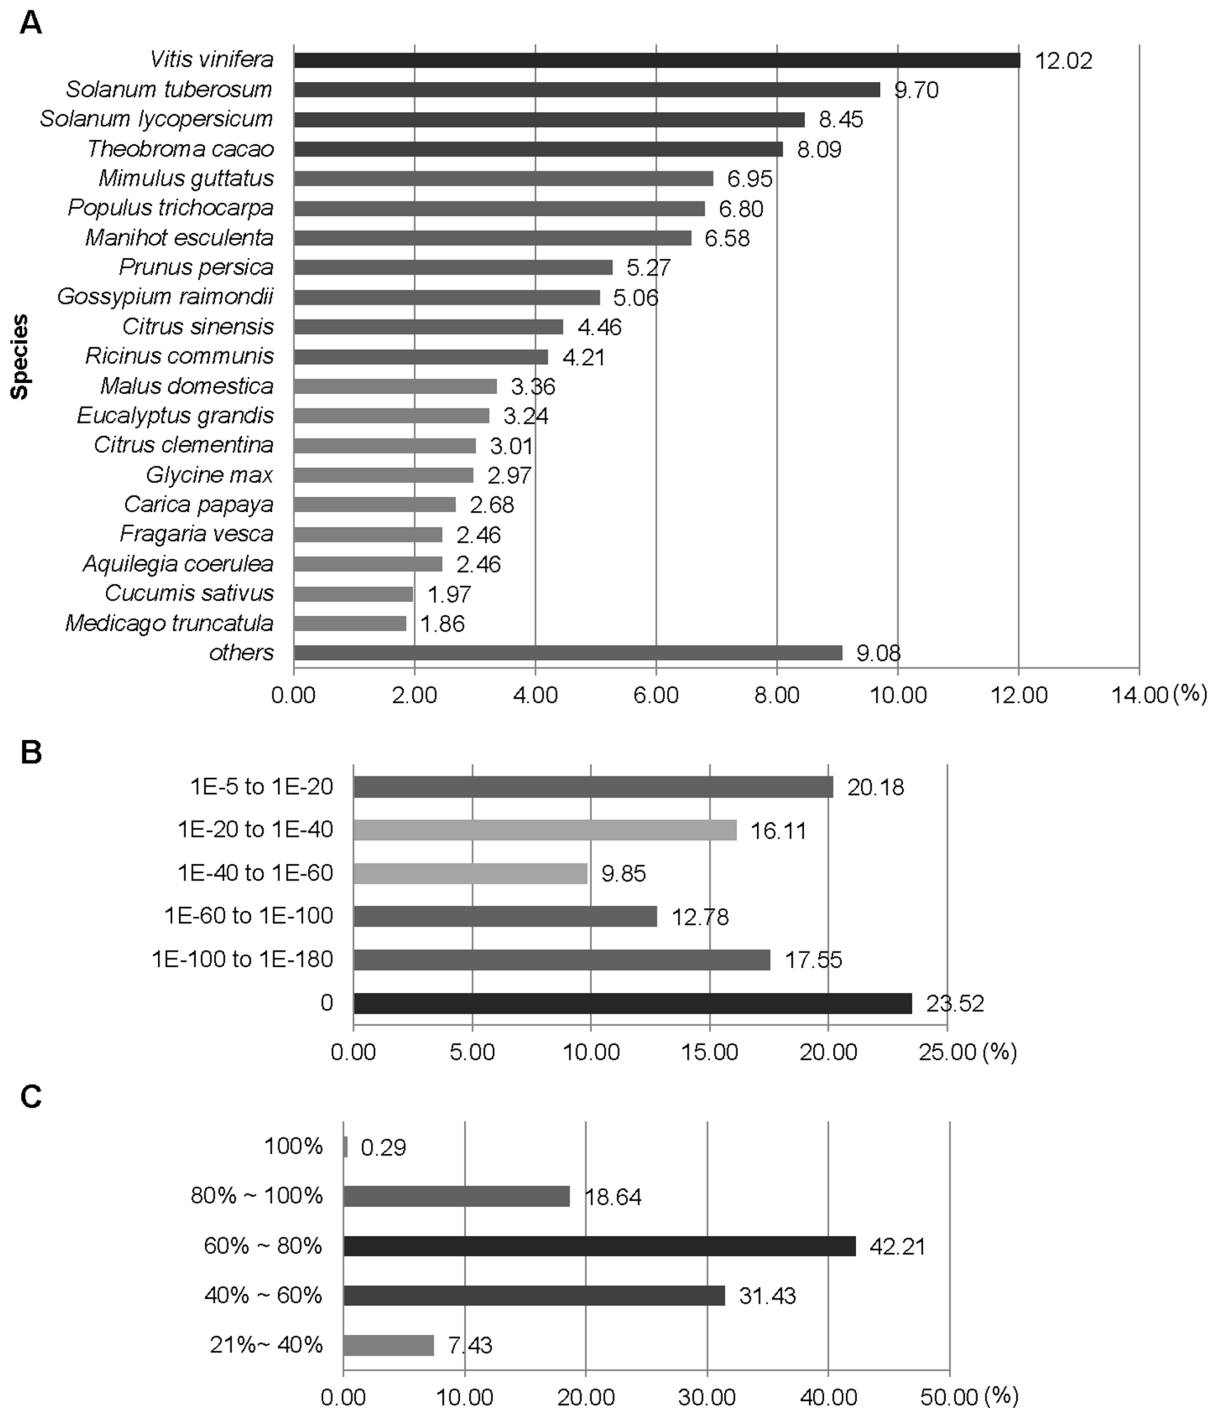 A
Vitis vinifera 12.02
Solanum tuberosum 9.70
Solanum lycopersicum 8.45
Theobroma cacao 8.09
Mimulus guttatus 6.95
Populus trichocarpa 6.80
Manihot esculenta 6.58
Prunus persica 5.27
Gossypium raimondii 5.06
Citrus sinensis 4.46
Ricinus communis 4.21
Malus domestica 3.36
Eucalyptus grandis 3.24
Citrus clementina 3.01
Glycine max 2.97
Carica papaya 2.68
Fragaria vesca 2.46
Aquilegia coerulea 2.46
Cucumis sativus 1.97
Medicago truncatula 1.86
others 9.08
Species
0.00 2.00 4.00 6.00 8.00 10.00 12.00 14.00 (%)
B
1E-5 to 1E-20 20.18
1E-20 to 1E-40 16.11
1E-40 to 1E-60 9.85
1E-60 to 1E-100 12.78
1E-100 to 1E-180 17.55
0 23.52
0.00 5.00 10.00 15.00 20.00 25.00 (%)
C
100% 0.29
80% ~ 100% 18.64
60% ~ 80% 42.21
40% ~ 60% 31.43
21%~ 40% 7.43
0.00 10.00 20.00 30.00 40.00 50.00 (%)